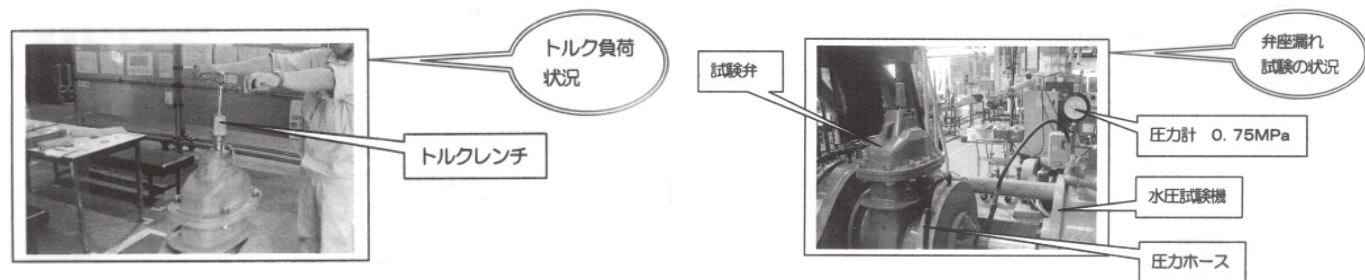 トルク負荷
状況
トルクレンチ
試験弁
弁座漏れ
試験の状況
圧力計　0.75MPa
水圧試験機
圧力ホース